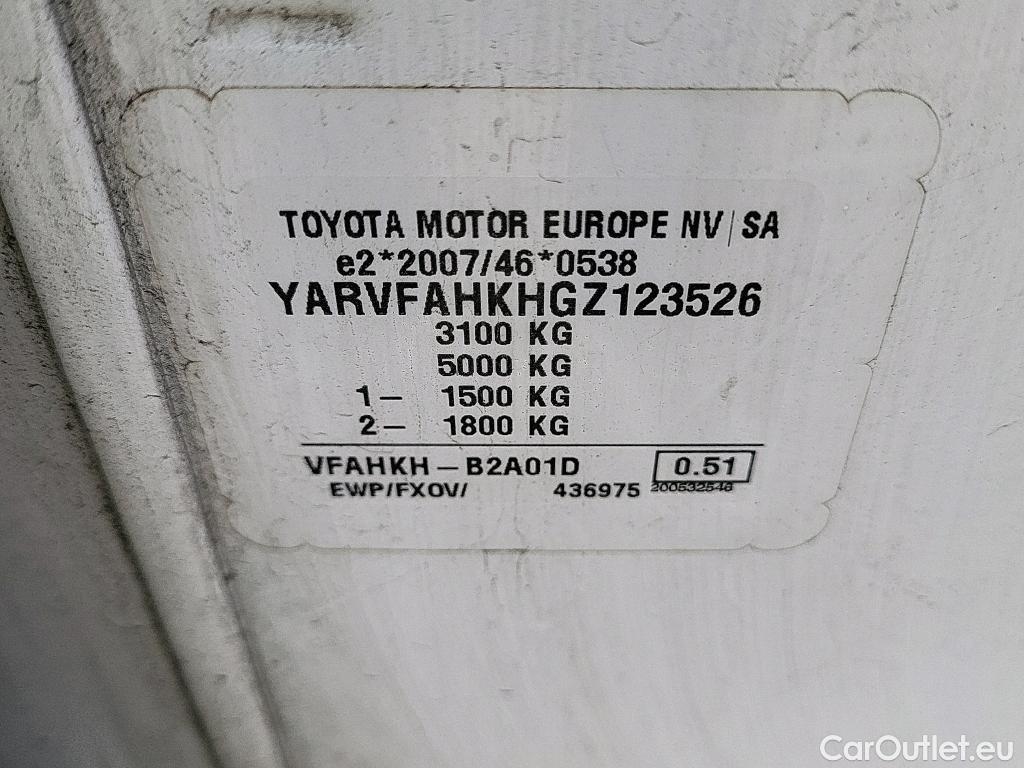 TOYOTA MOTOR EUROPE NV/SA
e2*2007/46*0538
YARVFAHKHGZ123526
3100 KG
5000 KG
1– 1500 KG
2– 1800 KG
VFAHKH–B2A01D 0.51
EWP/FXOV/ 436975 200532546
CarOutlet.eu